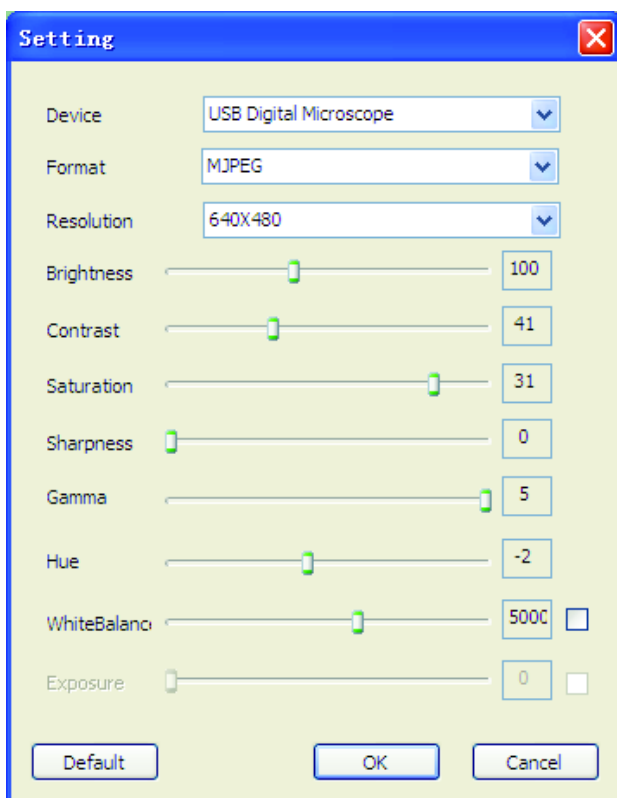 Setting
Device USB Digital Microscope
Format MJPEG
Resolution 640X480
Brightness 100
Contrast 41
Saturation 31
Sharpness 0
Gamma 5
Hue -2
WhiteBalanc 5000
Exposure 0
Default OK Cancel